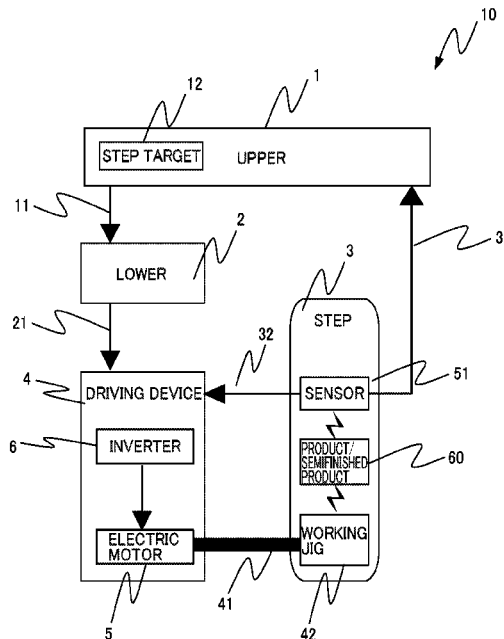 10
1
12
STEP TARGET
UPPER
11
2
3
3
LOWER
STEP
21
32
4
DRIVING DEVICE
SENSOR
51
6
INVERTER
PRODUCT/
SEMIFINISHED
PRODUCT
60
ELECTRIC
MOTOR
WORKING
JIG
5
41
42